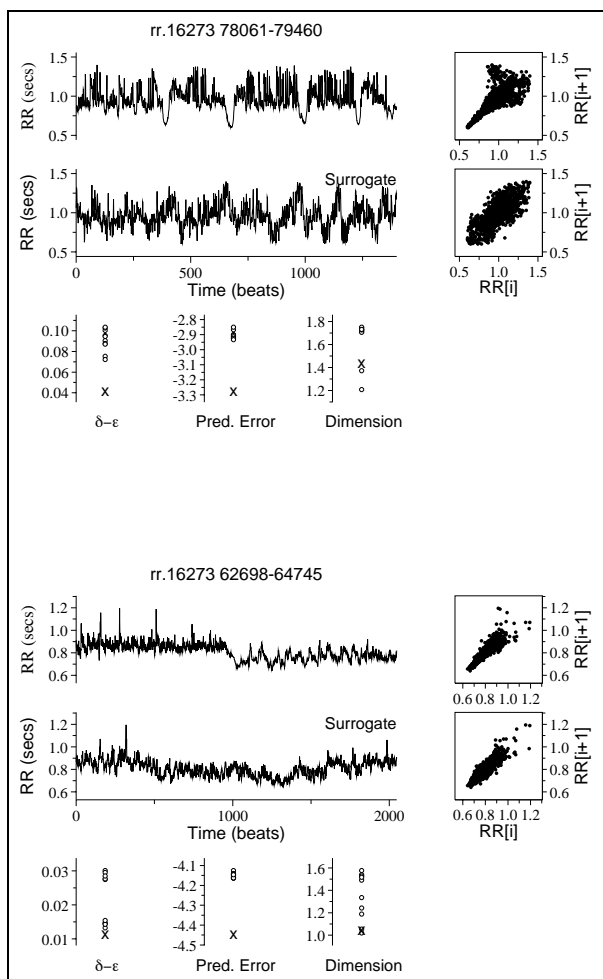 rr.16273 78061-79460
1.5
1.0
0.5
RR (secs)
1.5
1.0
0.5
RR[i+1]
Surrogate
1.5
1.0
0.5
RR (secs)
0 500 1000
Time (beats)
1.5
1.0
0.5
RR[i+1]
0.5 1.0 1.5
RR[i]
0.10
0.08
0.06
0.04
δ-ε
-2.8
-2.9
-3.0
-3.1
-3.2
-3.3
Pred. Error
1.8
1.6
1.4
1.2
Dimension
x x x
rr.16273 62698-64745
1.2
1.0
0.8
0.6
RR (secs)
1.2
1.0
0.8
0.6
RR[i+1]
0.6 0.8 1.0 1.2
Surrogate
1.2
1.0
0.8
0.6
RR (secs)
0 1000 2000
Time (beats)
1.2
1.0
0.8
0.6
RR[i+1]
0.6 0.8 1.0 1.2
RR[i]
0.03
0.02
0.01
δ-ε
-4.1
-4.2
-4.3
-4.4
-4.5
Pred. Error
1.6
1.4
1.2
1.0
Dimension
x x x